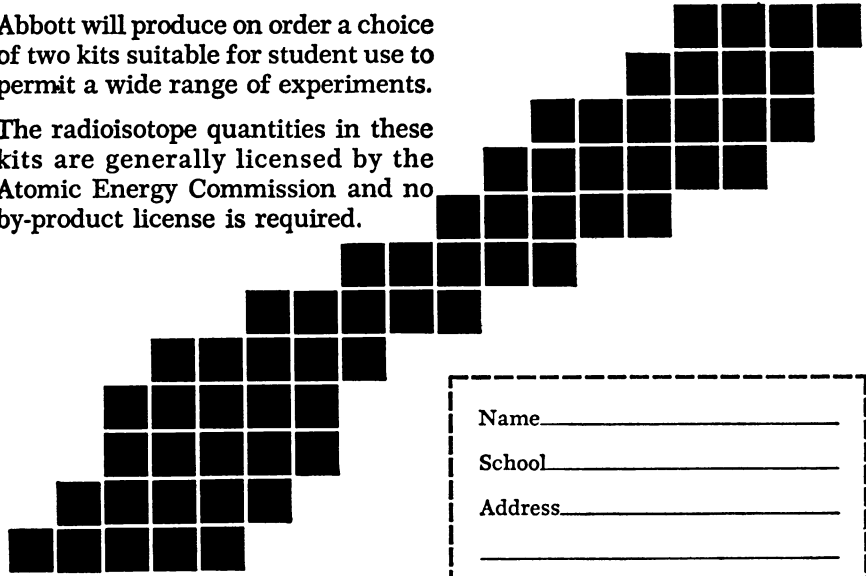 Abbott will produce on order a choice
of two kits suitable for student use to
permit a wide range of experiments.
The radioisotope quantities in these
kits are generally licensed by the
Atomic Energy Commission and no
by-product license is required.
Name
School
Address